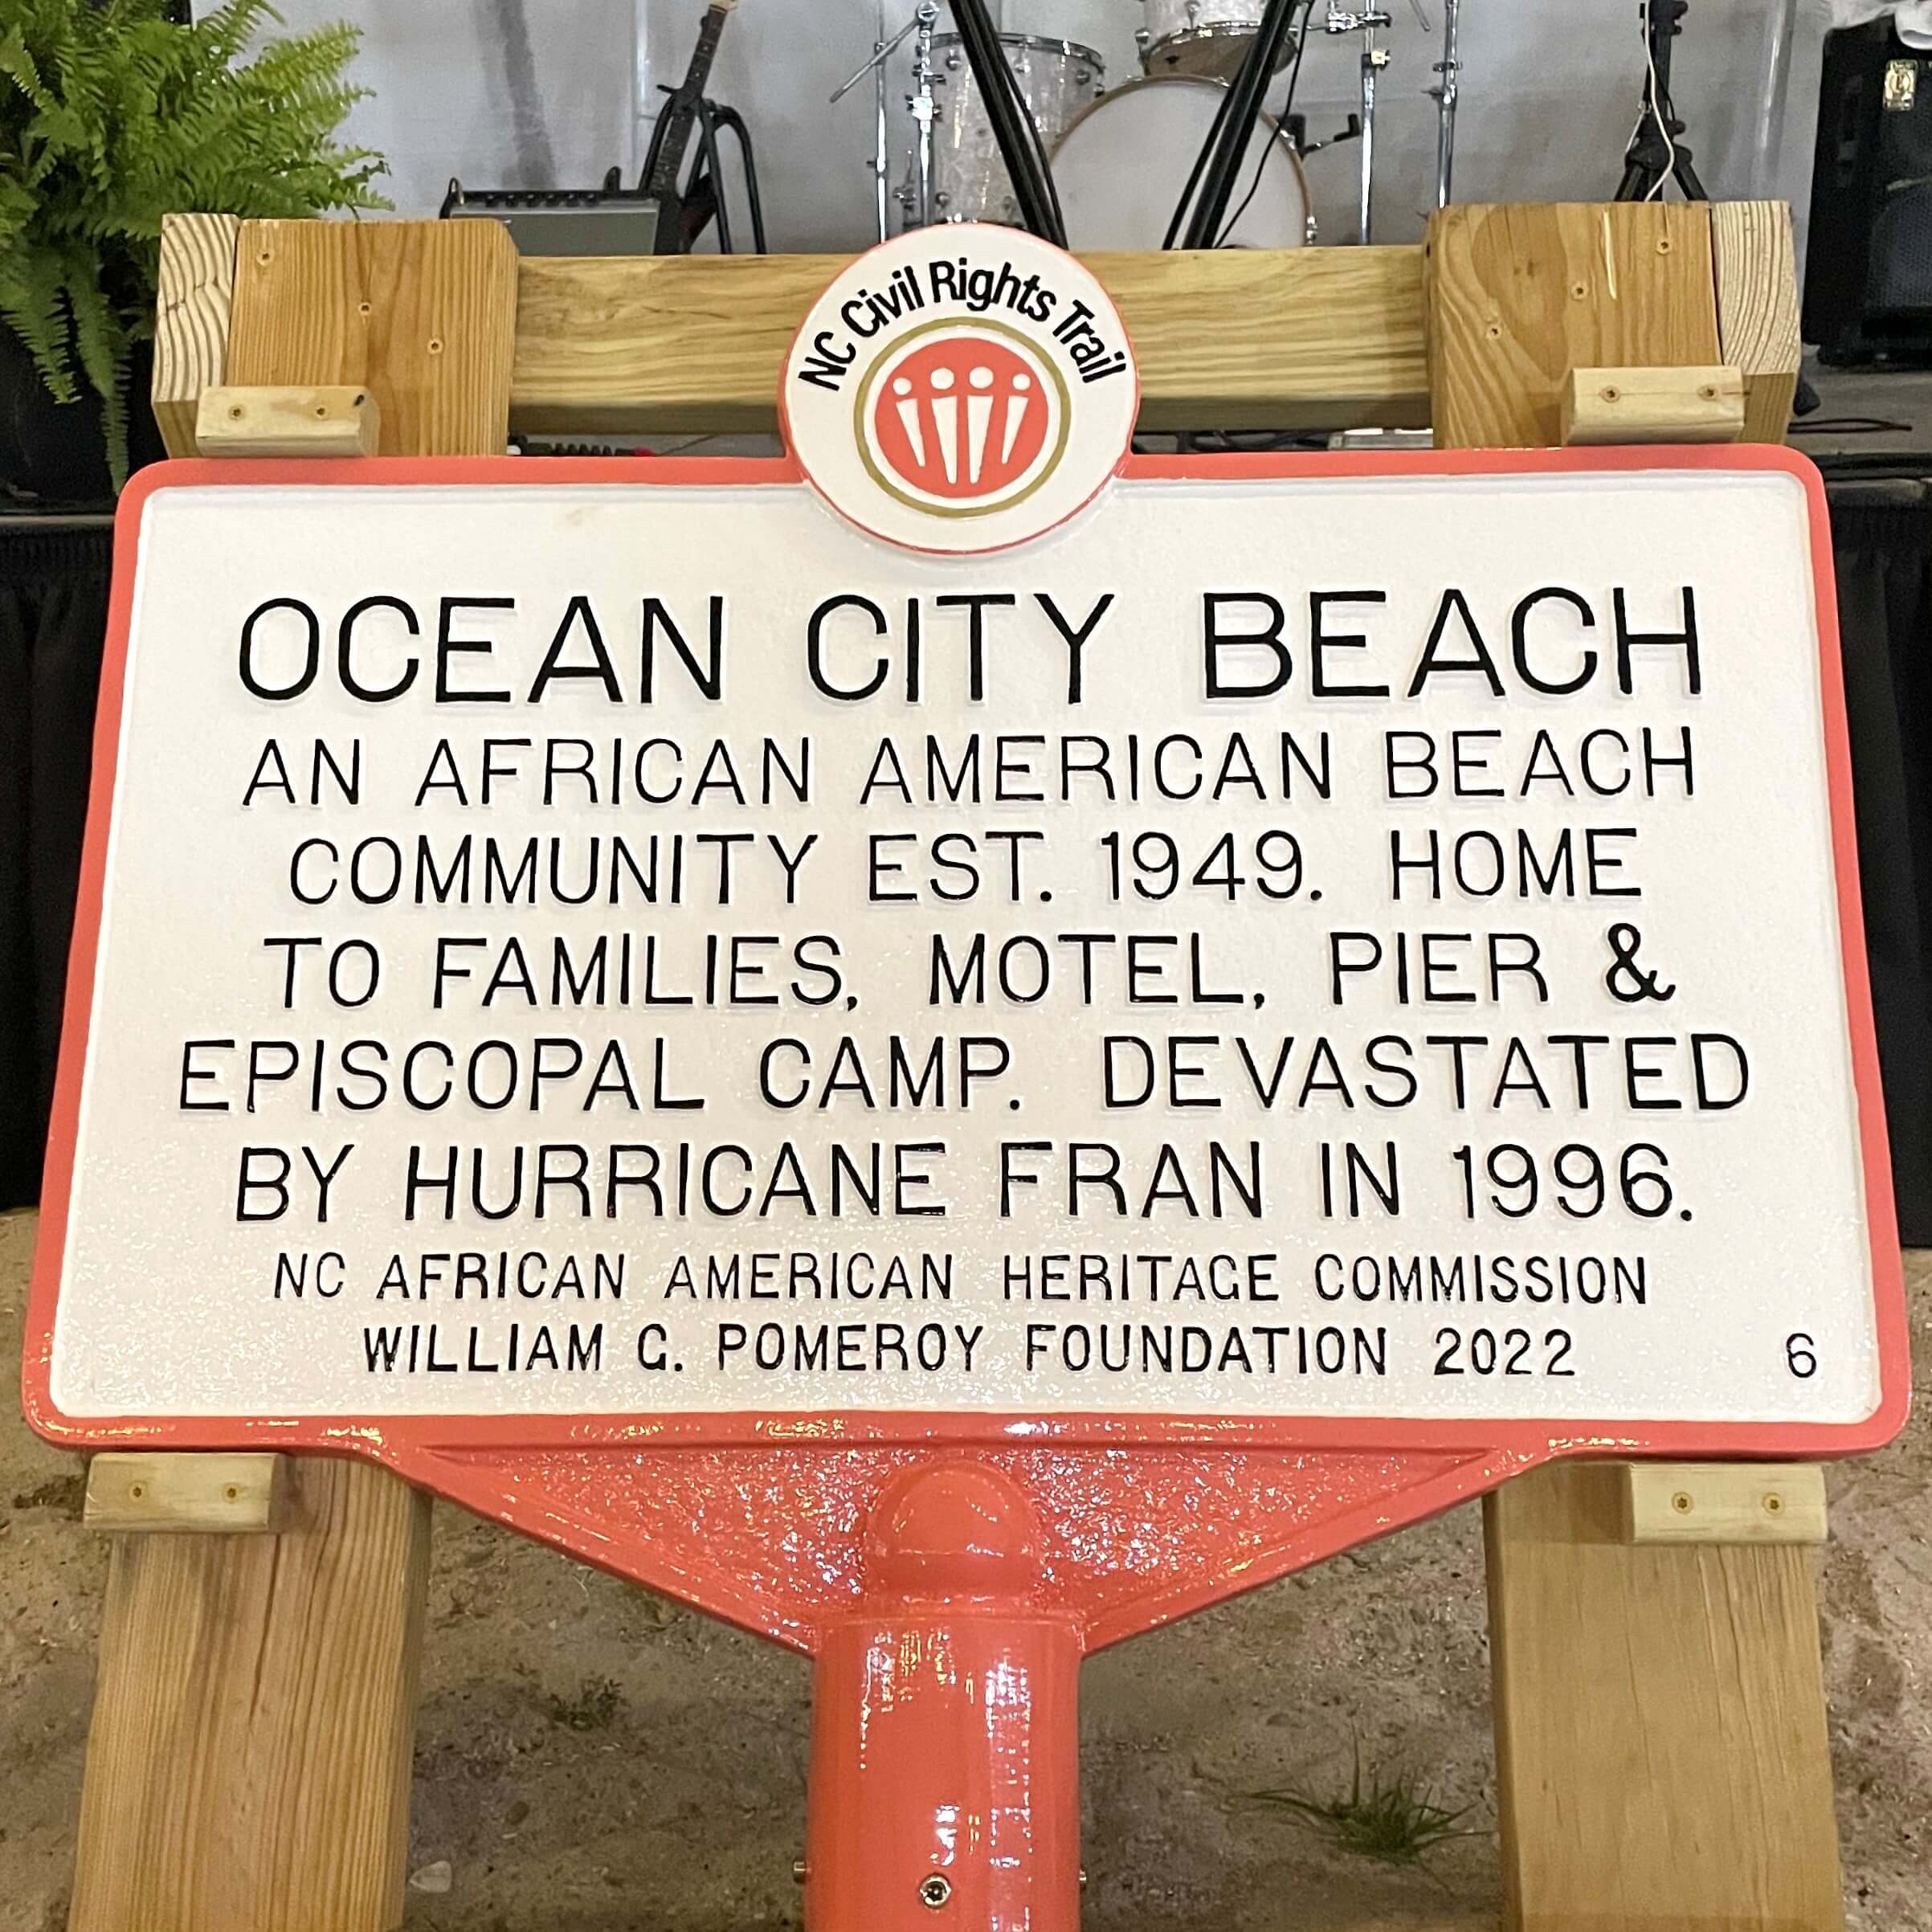 NC Civil Rights Trail
OCEAN CITY BEACH
AN AFRICAN AMERICAN BEACH
COMMUNITY EST. 1949. HOME
TO FAMILIES, MOTEL, PIER &
EPISCOPAL CAMP. DEVASTATED
BY HURRICANE FRAN IN 1996.
NC AFRICAN AMERICAN HERITAGE COMMISSION
WILLIAM G. POMEROY FOUNDATION 2022 6